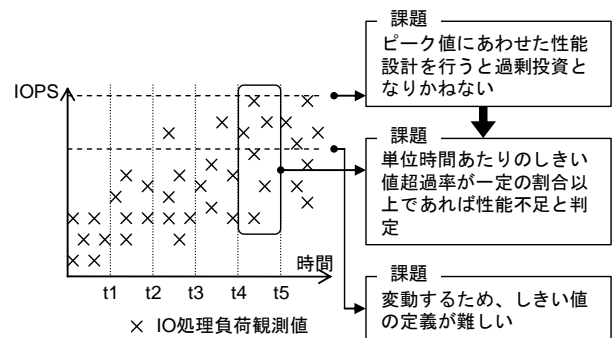 課題
ピーク値にあわせた性能
設計を行うと過剰投資と
なりかねない
IOPS
課題
単位時間あたりのしきい
値超過率が一定の割合以
上であれば性能不足と判
定
時間
t1 t2 t3 t4 t5
課題
変動するため、しきい値
の定義が難しい
× IO処理負荷観測値